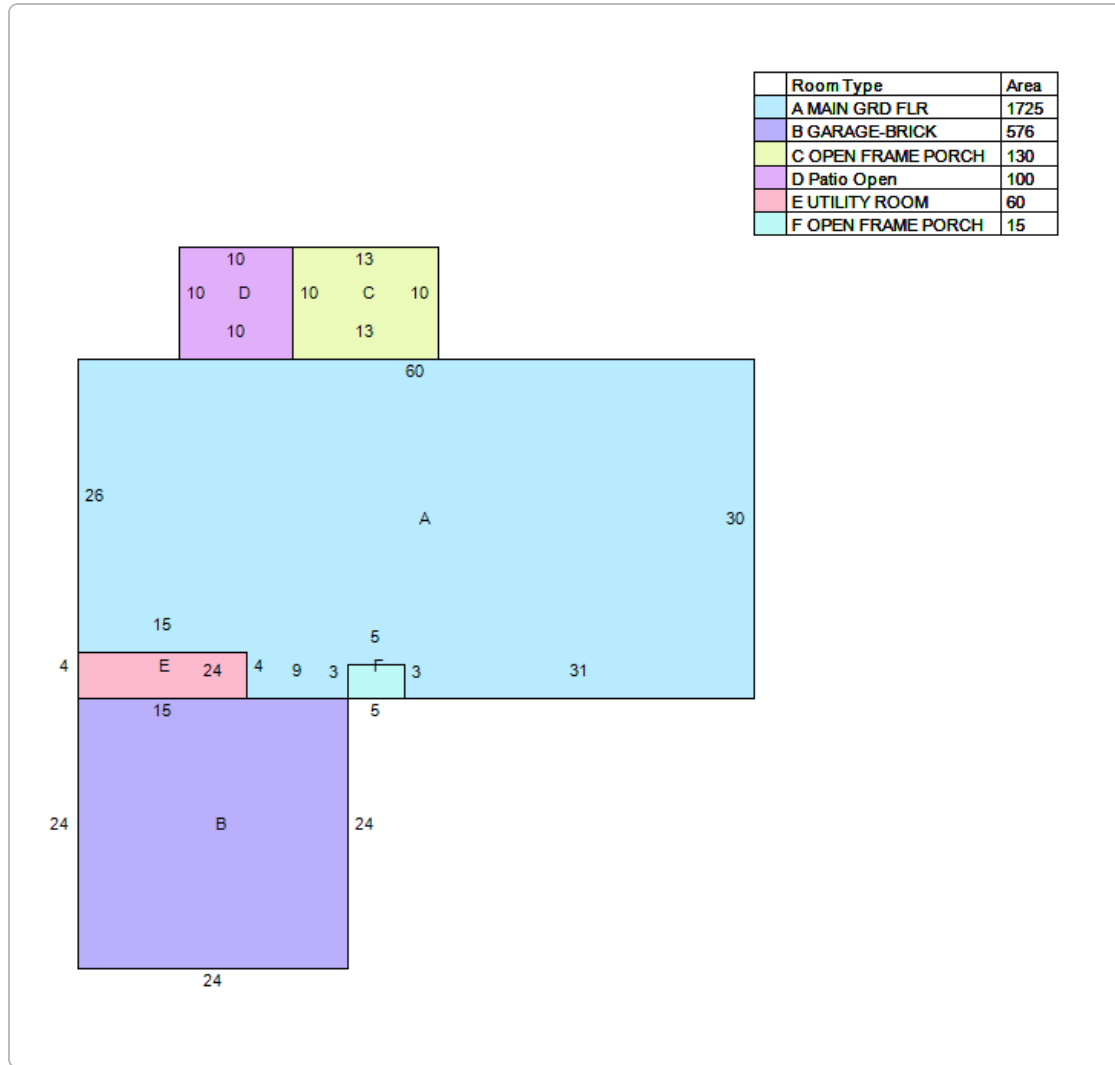 Room Type Area
A MAIN GRD FLR 1725
B GARAGE-BRICK 576
C OPEN FRAME PORCH 130
D Patio Open 100
E UTILITY ROOM 60
F OPEN FRAME PORCH 15
10 13
10 D 10 C 10
10 13
60
26
A 30
15
5
4 E 24 4 9 3 F 3 31
15 5
24 B 24
24